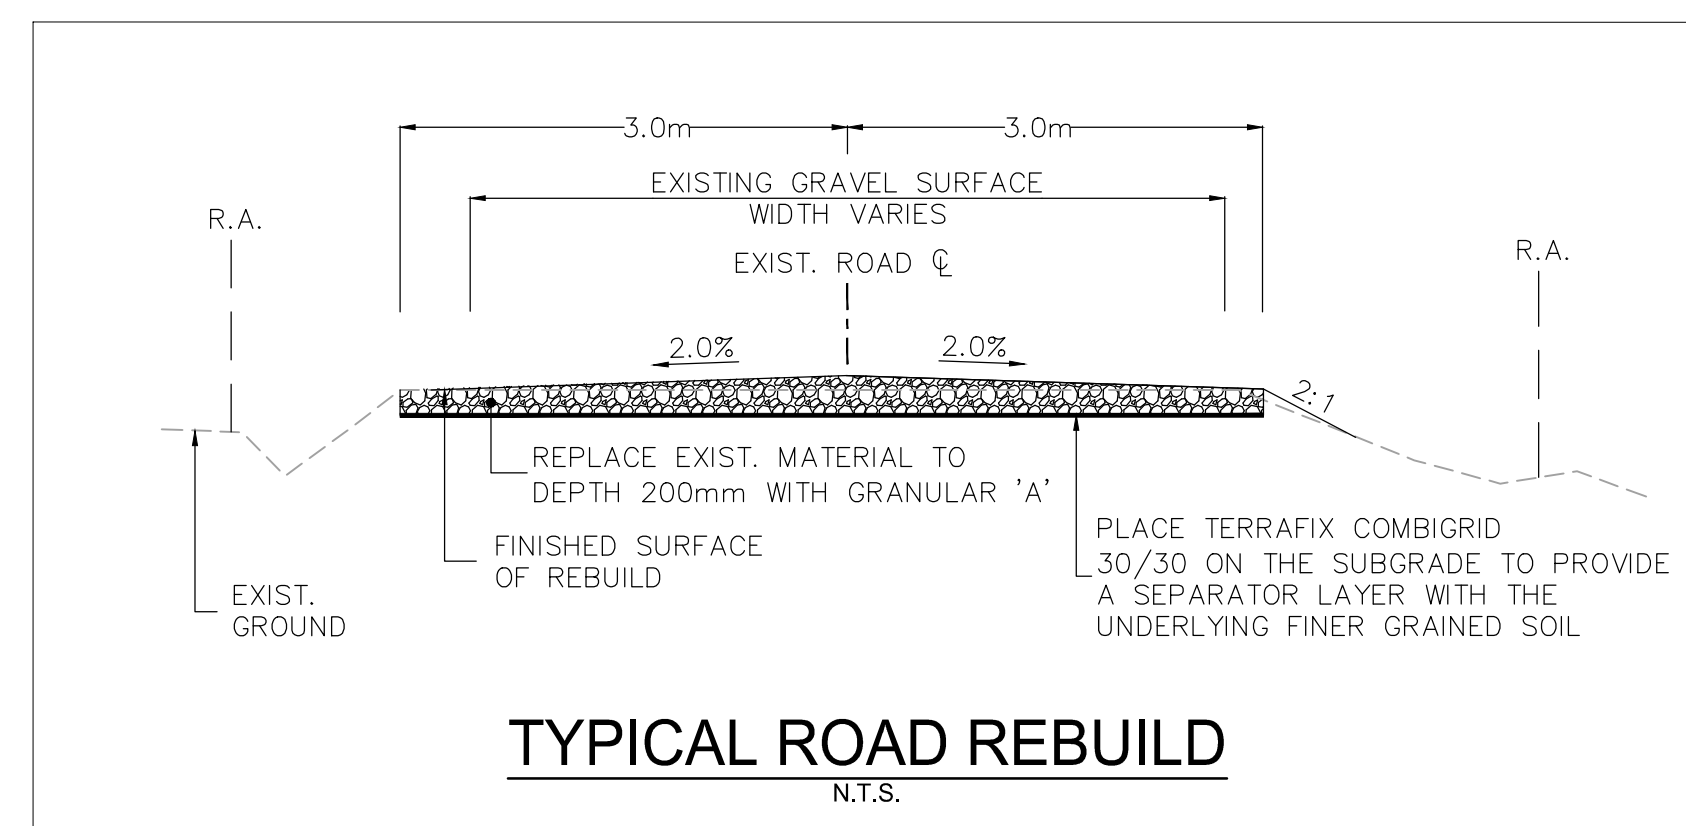 3.0m
3.0m
EXISTING GRAVEL SURFACE
WIDTH VARIES
R.A.
EXIST. ROAD ℄
R.A.
2.0%
2.0%
2:1
REPLACE EXIST. MATERIAL TO
DEPTH 200mm WITH GRANULAR 'A'
FINISHED SURFACE
OF REBUILD
PLACE TERRAFIX COMBIGRID
30/30 ON THE SUBGRADE TO PROVIDE
A SEPARATOR LAYER WITH THE
UNDERLYING FINER GRAINED SOIL
EXIST.
GROUND
TYPICAL ROAD REBUILD
N.T.S.